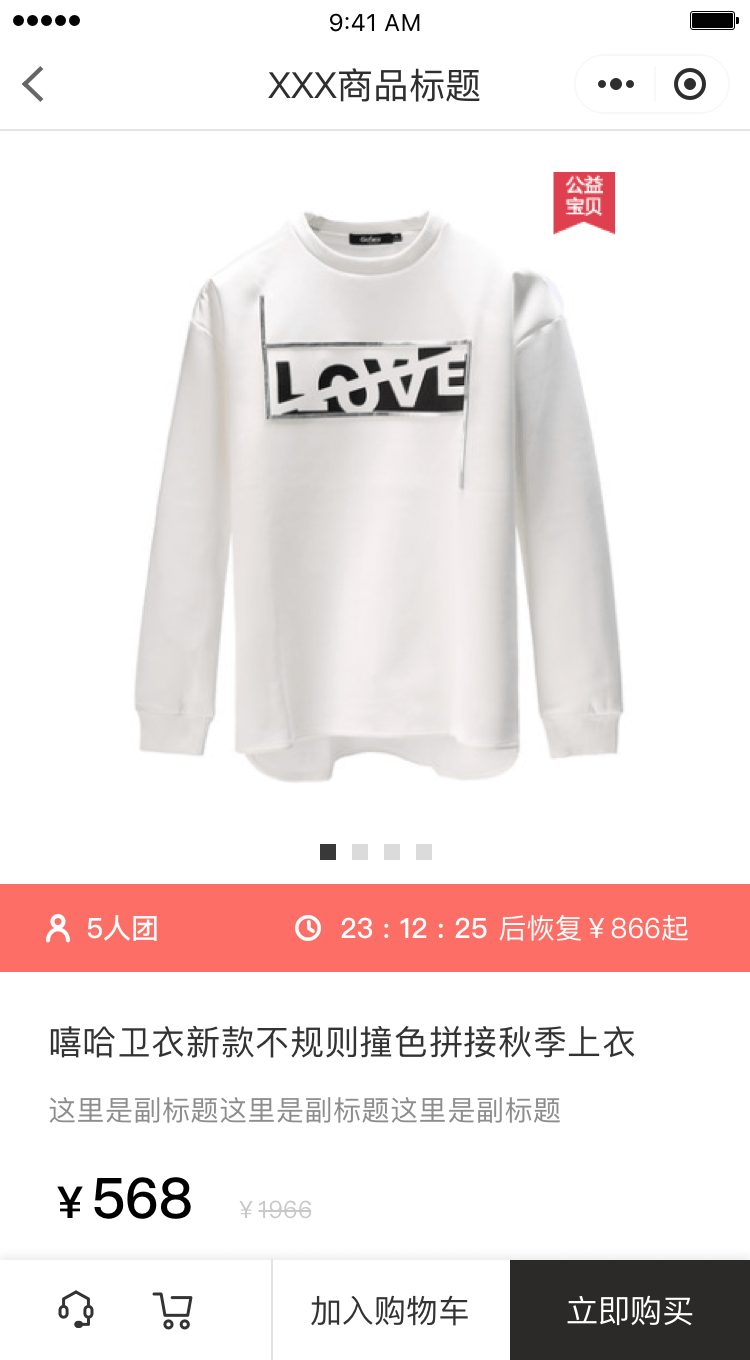 9:41 AM
XXX商品标题
公益
宝贝
LOVE
5人团
23 : 12 : 25 后恢复¥866起
嘻哈卫衣新款不规则撞色拼接秋季上衣
这里是副标题这里是副标题这里是副标题
¥568 ¥1966
加入购物车
立即购买